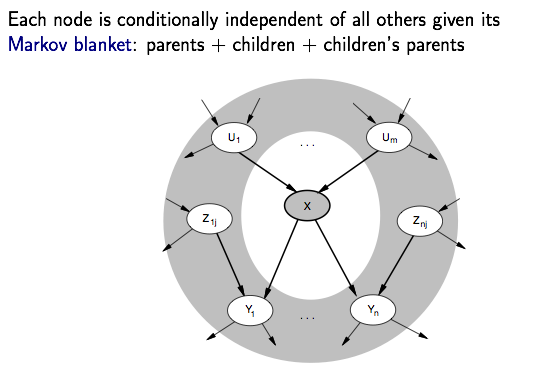 Each node is conditionally independent of all others given its
Markov blanket: parents + children + children's parents
U1 ... Um
X
Z1j Znj
Y1 ... Yn